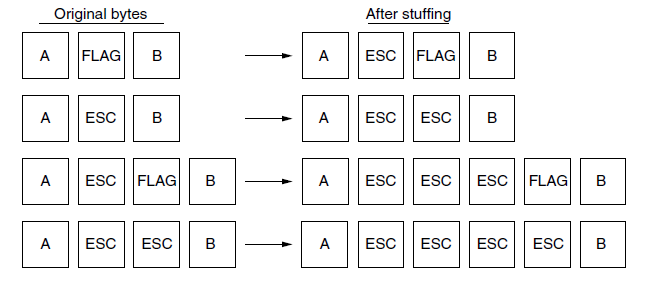 Original bytes After stuffing
A FLAG B A ESC FLAG B
A ESC B A ESC ESC B
A ESC FLAG B A ESC ESC ESC FLAG B
A ESC ESC B A ESC ESC ESC ESC B